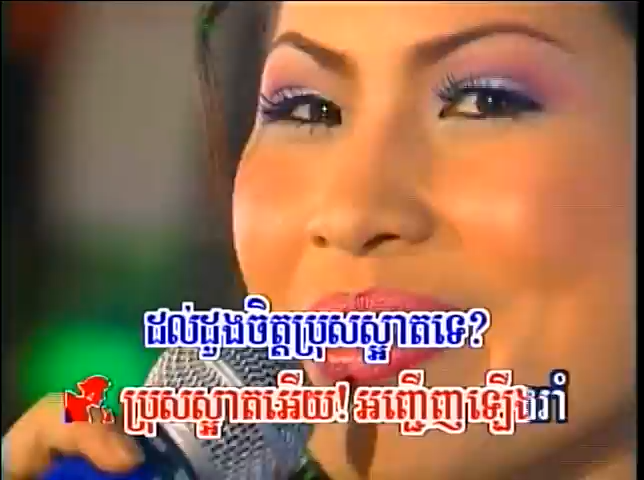 ដល់ដួងចិត្តប្រុសស្អាតទេ?
ប្រុសស្អាតអើយ! អញ្ជើញឡើងរាំ